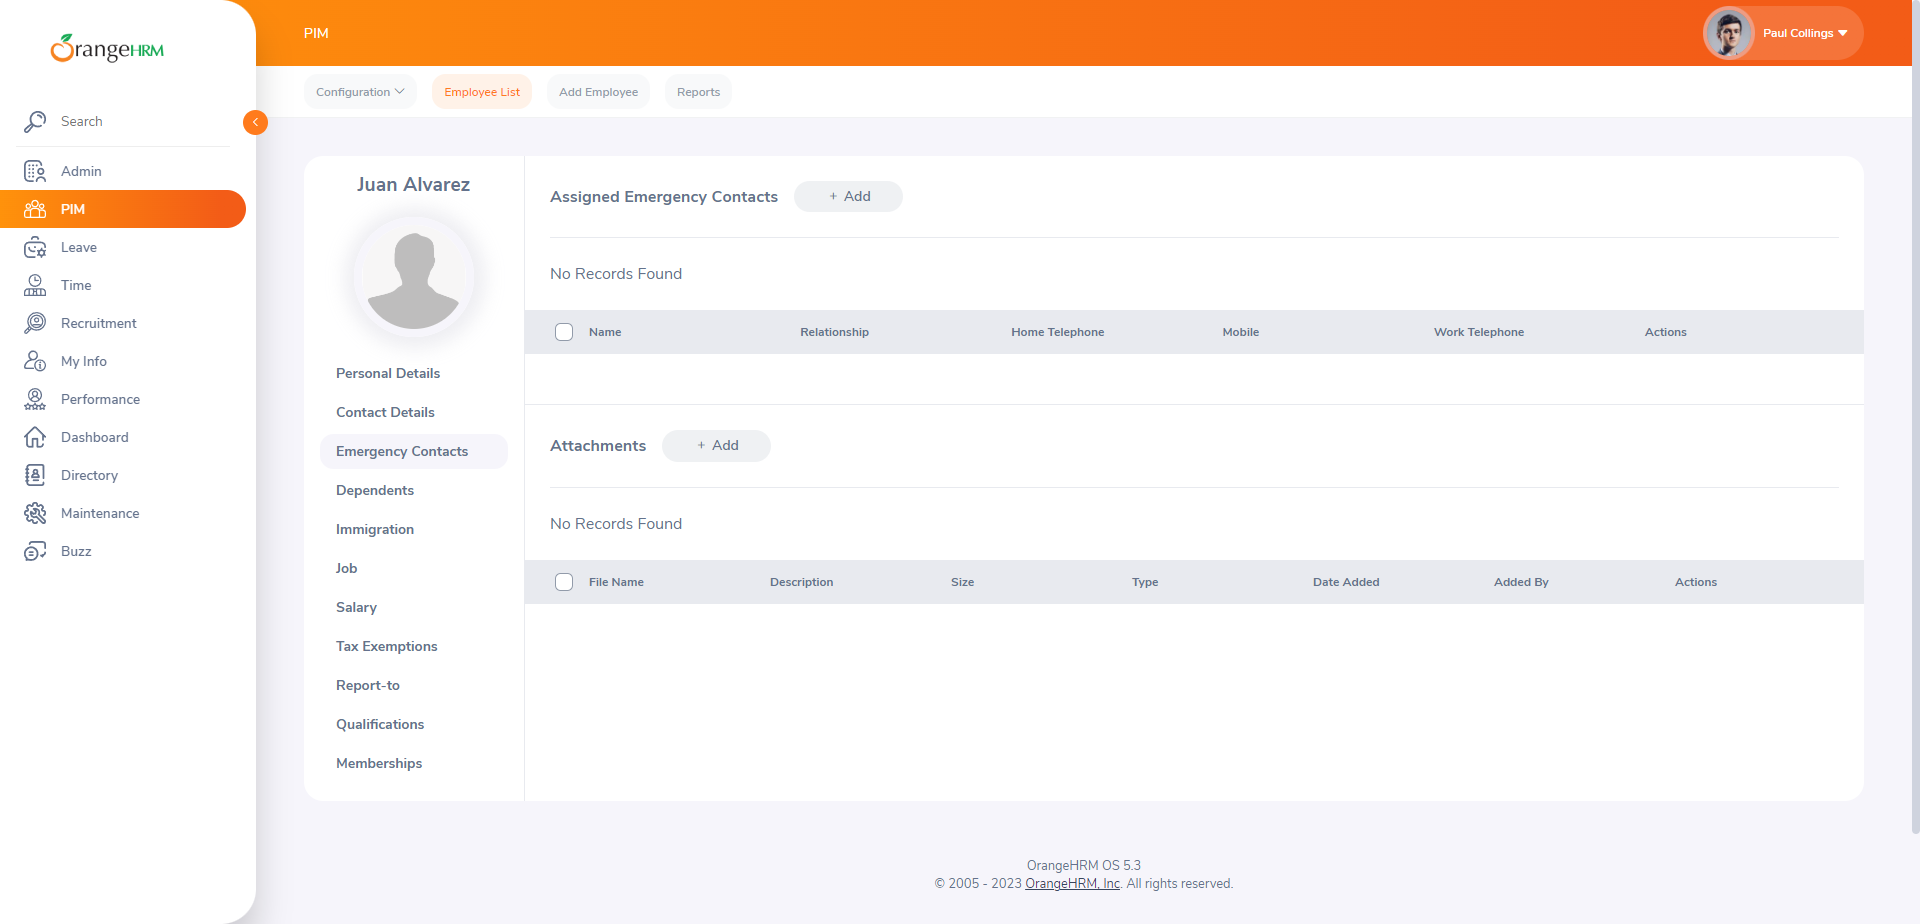 OrangeHRM
Search
Admin
PIM
Leave
Time
Recruitment
My Info
Performance
Dashboard
Directory
Maintenance
Buzz
PIM
Paul Collings
Configuration
Employee List
Add Employee
Reports
Juan Alvarez
Personal Details
Contact Details
Emergency Contacts
Dependents
Immigration
Job
Salary
Tax Exemptions
Report-to
Qualifications
Memberships
Assigned Emergency Contacts
+ Add
No Records Found
Name Relationship Home Telephone Mobile Work Telephone Actions
Attachments
+ Add
No Records Found
File Name Description Size Type Date Added Added By Actions
OrangeHRM OS 5.3
© 2005 - 2023 OrangeHRM, Inc. All rights reserved.